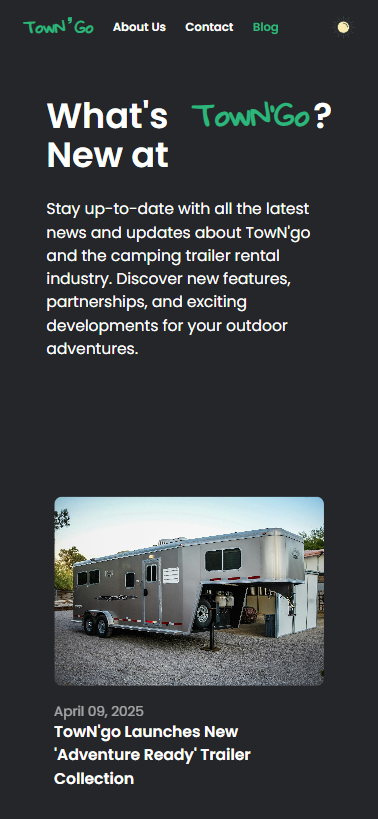 TowN'Go About Us Contact Blog
What's TowN'Go?
New at
Stay up-to-date with all the latest
news and updates about TowN'go
and the camping trailer rental
industry. Discover new features,
partnerships, and exciting
developments for your outdoor
adventures.
April 09, 2025
TowN'go Launches New
'Adventure Ready' Trailer
Collection